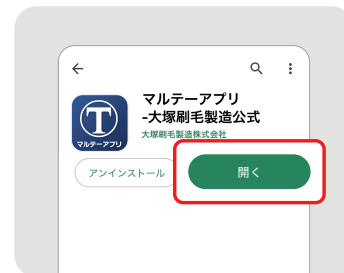 マルテーアプリ
-大塚刷毛製造公式
大塚刷毛製造株式会社
T
マルテーアプリ
アンインストール
開く